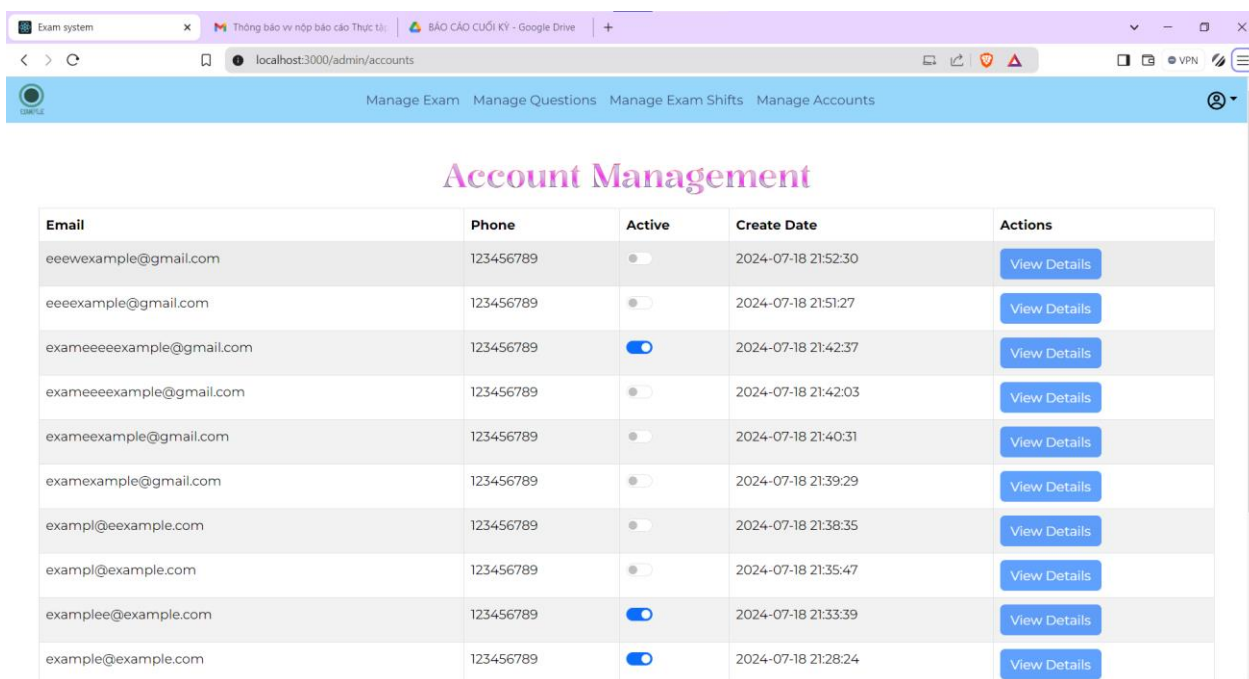 Exam system
Thông báo vv nộp báo cáo Thực tập
BÁO CÁO CUỐI KỲ - Google Drive
localhost:3000/admin/accounts
VPN
Manage Exam Manage Questions Manage Exam Shifts Manage Accounts
Account Management
Email Phone Active Create Date Actions
eeewexample@gmail.com 123456789 2024-07-18 21:52:30 View Details
eeeexample@gmail.com 123456789 2024-07-18 21:51:27 View Details
exameeeeexample@gmail.com 123456789 2024-07-18 21:42:37 View Details
exameeeexample@gmail.com 123456789 2024-07-18 21:42:03 View Details
exameexample@gmail.com 123456789 2024-07-18 21:40:31 View Details
examexample@gmail.com 123456789 2024-07-18 21:39:29 View Details
exampl@eexample.com 123456789 2024-07-18 21:38:35 View Details
exampl@example.com 123456789 2024-07-18 21:35:47 View Details
examplee@example.com 123456789 2024-07-18 21:33:39 View Details
example@example.com 123456789 2024-07-18 21:28:24 View Details